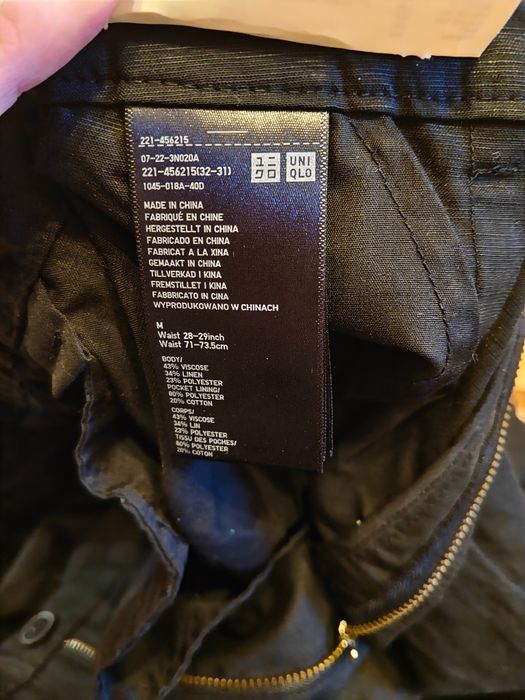 221-456215
07-22-3N020A
221-456215(32-31)
1045-018A-40D
ユニ
クロ
UNI
QLO
MADE IN CHINA
FABRIQUÉ EN CHINE
HERGESTELLT IN CHINA
FABRICADO EN CHINA
FABRICAT A LA XINA
GEMAAKT IN CHINA
TILLVERKAD I KINA
FREMSTILLET I KINA
FABBRICATO IN CINA
WYPRODUKOWANO W CHINACH
M
Waist 28-29inch
Waist 71-73.5cm
BODY/
43% VISCOSE
34% LINEN
23% POLYESTER
POCKET LINING/
80% POLYESTER
20% COTTON
CORPS/
43% VISCOSE
34% LIN
23% POLYESTER
TISSU DES POCHES/
80% POLYESTER
20% COTON